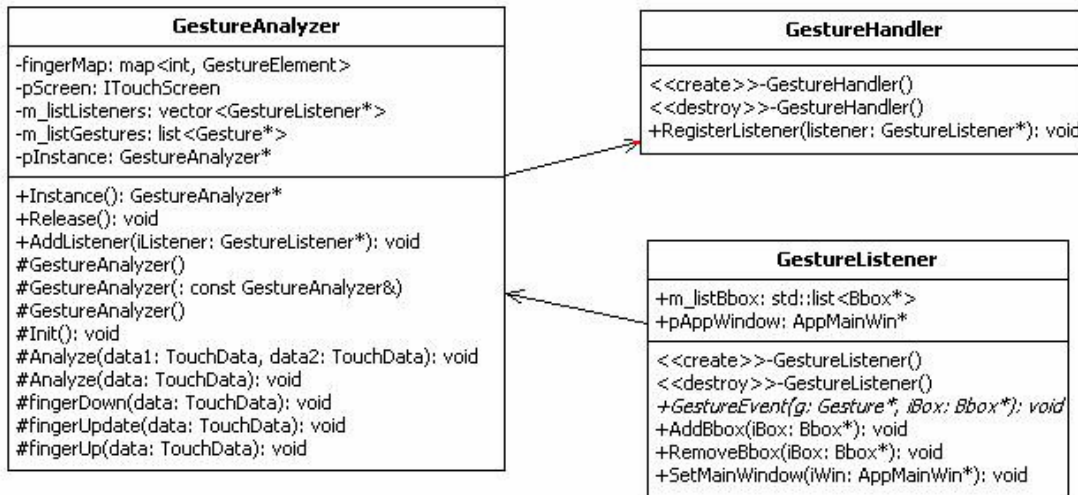 GestureAnalyzer
-fingerMap: map<int, GestureElement>
-pScreen: ITouchScreen
-m_listListeners: vector<GestureListener*>
-m_listGestures: list<Gesture*>
-pInstance: GestureAnalyzer*
+Instance(): GestureAnalyzer*
+Release(): void
+AddListener(iListener: GestureListener*): void
#GestureAnalyzer()
#GestureAnalyzer(: const GestureAnalyzer&)
#GestureAnalyzer()
#Init(): void
#Analyze(data1: TouchData, data2: TouchData): void
#Analyze(data: TouchData): void
#fingerDown(data: TouchData): void
#fingerUpdate(data: TouchData): void
#fingerUp(data: TouchData): void
GestureHandler
<<create>>-GestureHandler()
<<destroy>>-GestureHandler()
+RegisterListener(listener: GestureListener*): void
GestureListener
+m_listBbox: std::list<Bbox*>
+pAppWindow: AppMainWin*
<<create>>-GestureListener()
<<destroy>>-GestureListener()
+GestureEvent(g: Gesture*, iBox: Bbox*): void
+AddBbox(iBox: Bbox*): void
+RemoveBbox(iBox: Bbox*): void
+SetMainWindow(iWin: AppMainWin*): void